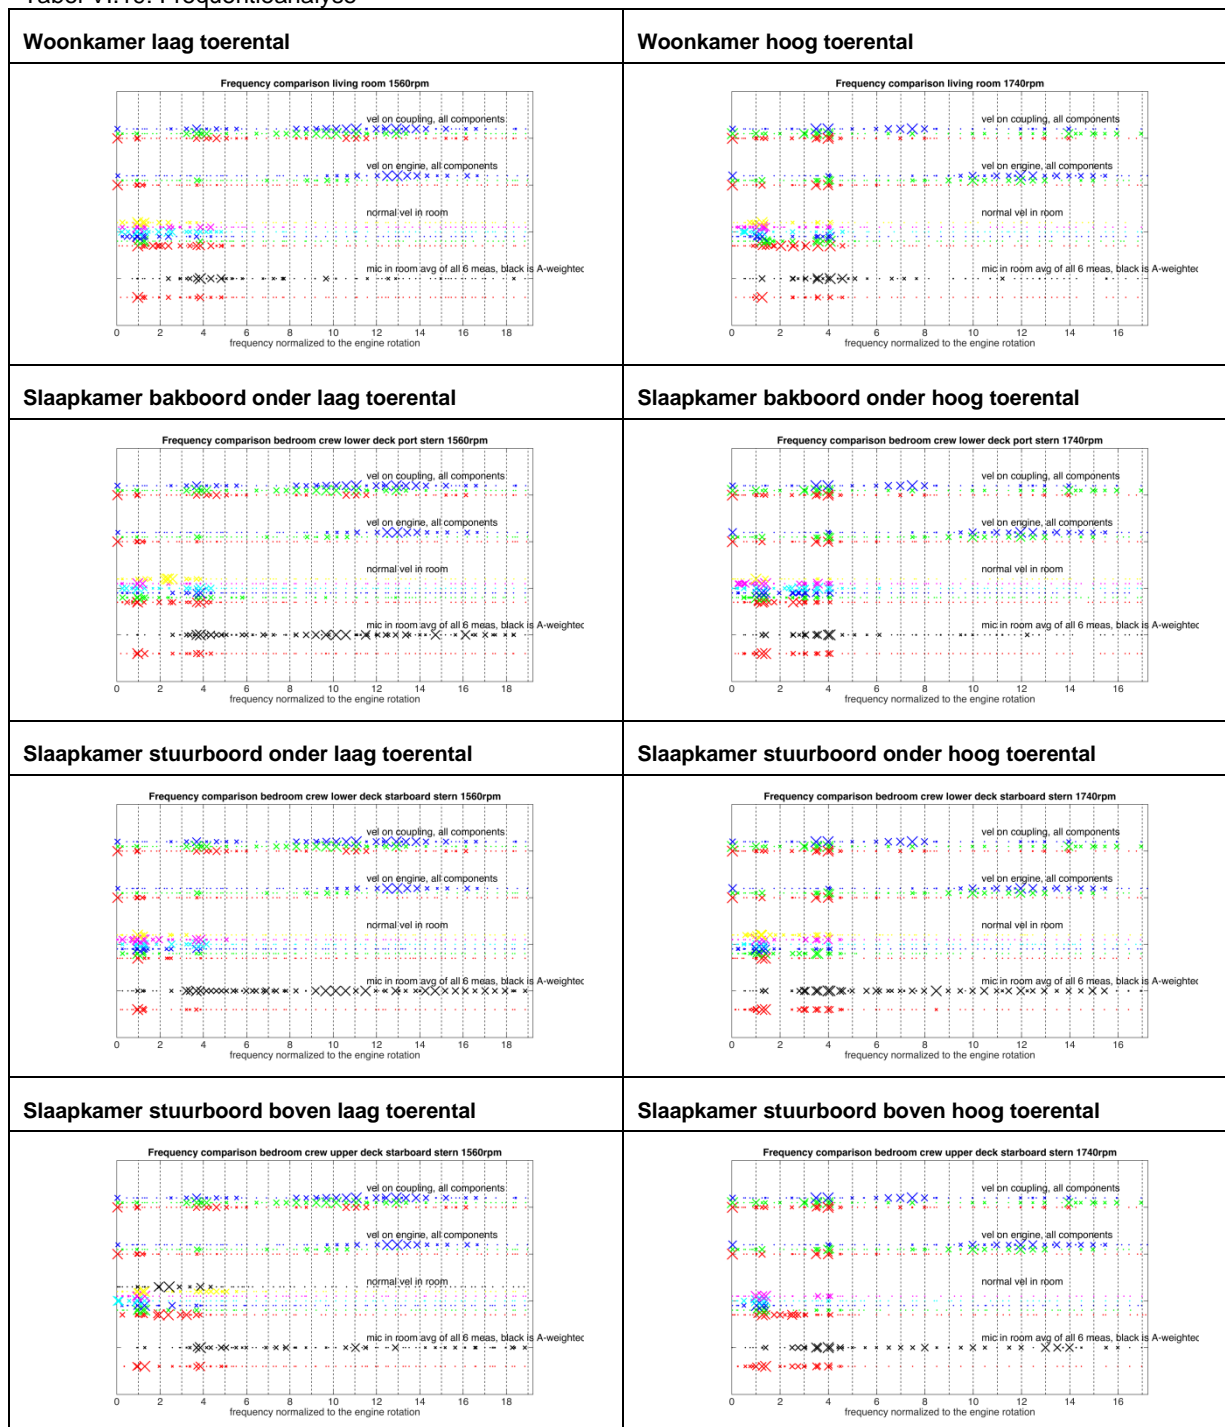 Tabel VI.10: Frequentieanalyse
Woonkamer laag toerental
Woonkamer hoog toerental
Frequency comparison living room 1560rpm
vel on coupling, all components
vel on engine, all components
normal vel in room
mic in room avg of all 6 meas, black is A-weighted
0 2 4 6 8 10 12 14 16 18
frequency normalized to the engine rotation
Frequency comparison living room 1740rpm
vel on coupling, all components
vel on engine, all components
normal vel in room
mic in room avg of all 6 meas, black is A-weighted
0 2 4 6 8 10 12 14 16
frequency normalized to the engine rotation
Slaapkamer bakboord onder laag toerental
Slaapkamer bakboord onder hoog toerental
Frequency comparison bedroom crew lower deck port stern 1560rpm
vel on coupling, all components
vel on engine, all components
normal vel in room
mic in room avg of all 6 meas, black is A-weighted
0 2 4 6 8 10 12 14 16 18
frequency normalized to the engine rotation
Frequency comparison bedroom crew lower deck port stern 1740rpm
vel on coupling, all components
vel on engine, all components
normal vel in room
mic in room avg of all 6 meas, black is A-weighted
0 2 4 6 8 10 12 14 16
frequency normalized to the engine rotation
Slaapkamer stuurboord onder laag toerental
Slaapkamer stuurboord onder hoog toerental
Frequency comparison bedroom crew lower deck starboard stern 1560rpm
vel on coupling, all components
vel on engine, all components
normal vel in room
mic in room avg of all 6 meas, black is A-weighted
0 2 4 6 8 10 12 14 16 18
frequency normalized to the engine rotation
Frequency comparison bedroom crew lower deck starboard stern 1740rpm
vel on coupling, all components
vel on engine, all components
normal vel in room
mic in room avg of all 6 meas, black is A-weighted
0 2 4 6 8 10 12 14 16
frequency normalized to the engine rotation
Slaapkamer stuurboord boven laag toerental
Slaapkamer stuurboord boven hoog toerental
Frequency comparison bedroom crew upper deck starboard stern 1560rpm
vel on coupling, all components
vel on engine, all components
normal vel in room
mic in room avg of all 6 meas, black is A-weighted
0 2 4 6 8 10 12 14 16 18
frequency normalized to the engine rotation
Frequency comparison bedroom crew upper deck starboard stern 1740rpm
vel on coupling, all components
vel on engine, all components
normal vel in room
mic in room avg of all 6 meas, black is A-weighted
0 2 4 6 8 10 12 14 16
frequency normalized to the engine rotation